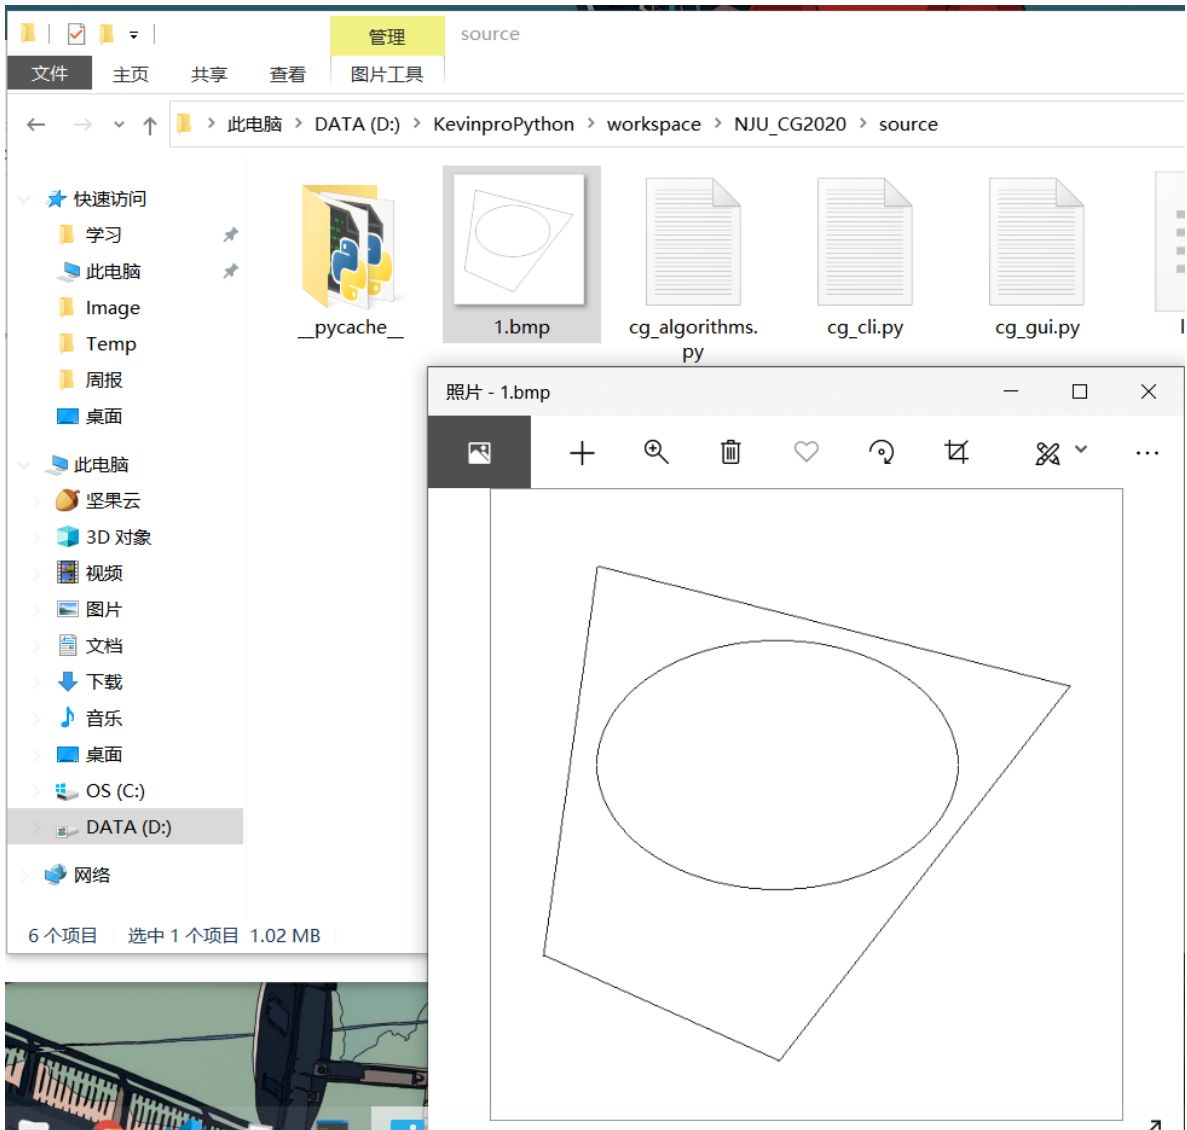 管理
source
文件
主页
共享
查看
图片工具
此电脑
DATA (D:)
KevinproPython
workspace
NJU_CG2020
source
快速访问
学习
此电脑
Image
Temp
周报
桌面
此电脑
坚果云
3D 对象
视频
图片
文档
下载
音乐
桌面
OS (C:)
DATA (D:)
网络
__pycache__
1.bmp
cg_algorithms.
py
cg_cli.py
cg_gui.py
6 个项目
选中 1 个项目 1.02 MB
照片 - 1.bmp